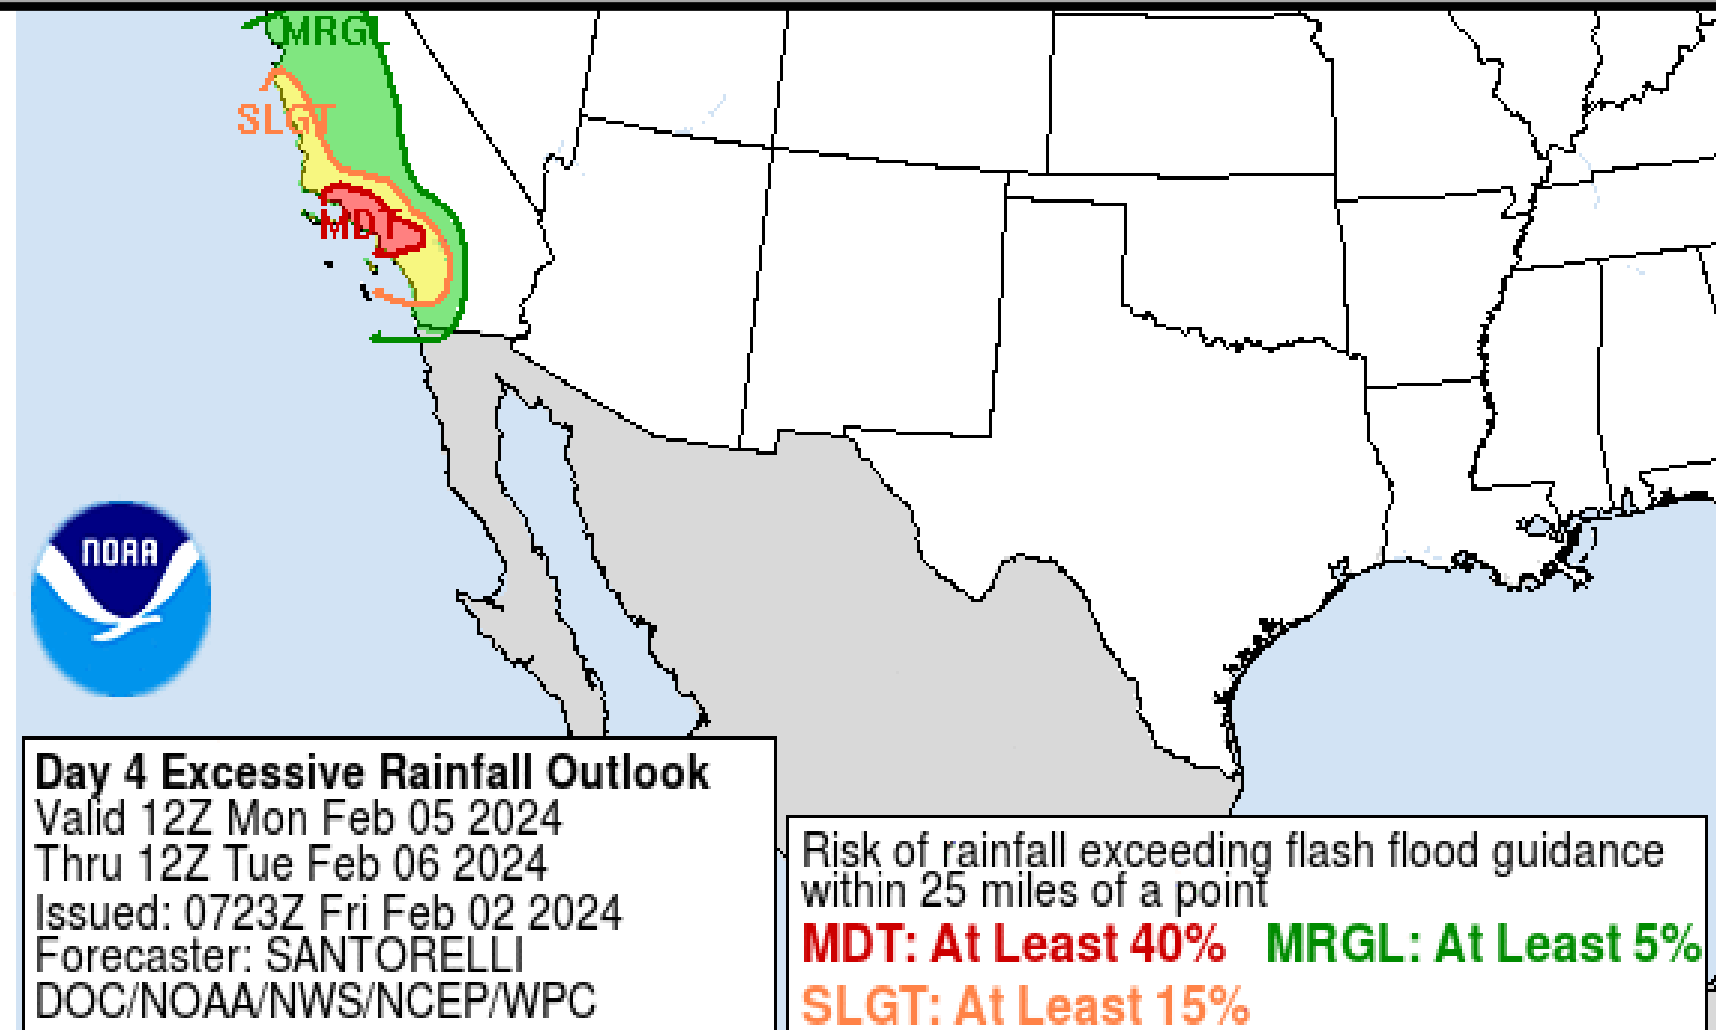 MRGL
SLGT
MDT
NOAA
Day 4 Excessive Rainfall Outlook
Valid 12Z Mon Feb 05 2024
Thru 12Z Tue Feb 06 2024
Issued: 0723Z Fri Feb 02 2024
Forecaster: SANTORELLI
DOC/NOAA/NWS/NCEP/WPC
Risk of rainfall exceeding flash flood guidance
within 25 miles of a point
MDT: At Least 40% MRGL: At Least 5%
SLGT: At Least 15%